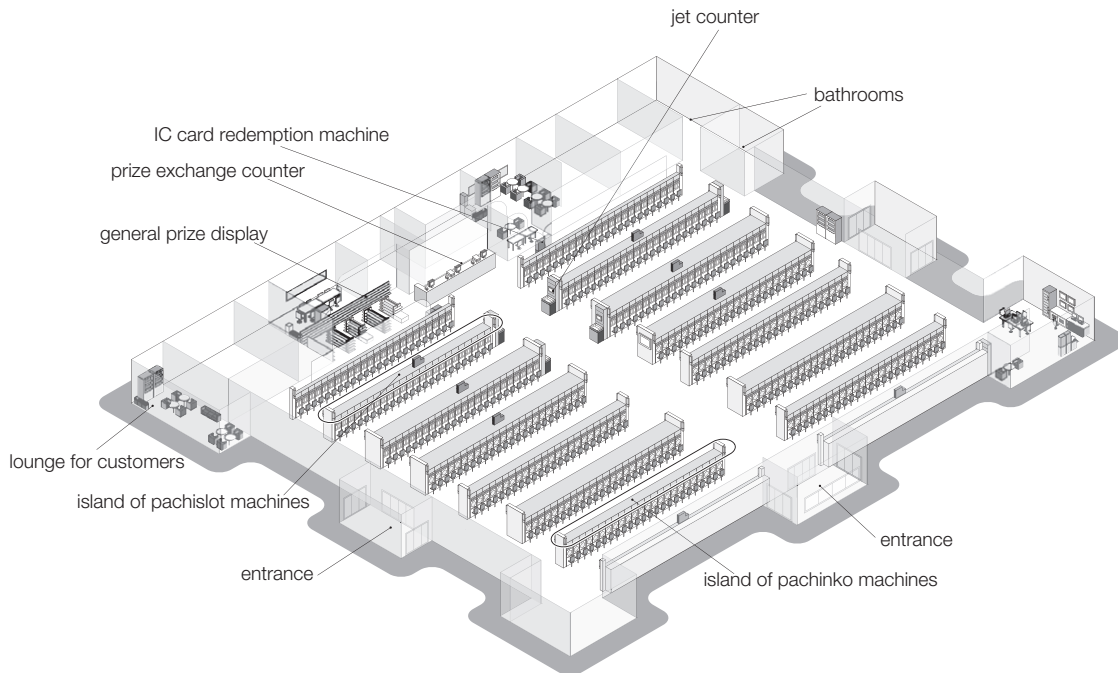 jet counter
bathrooms
IC card redemption machine
prize exchange counter
general prize display
lounge for customers
island of pachislot machines
entrance
entrance
island of pachinko machines